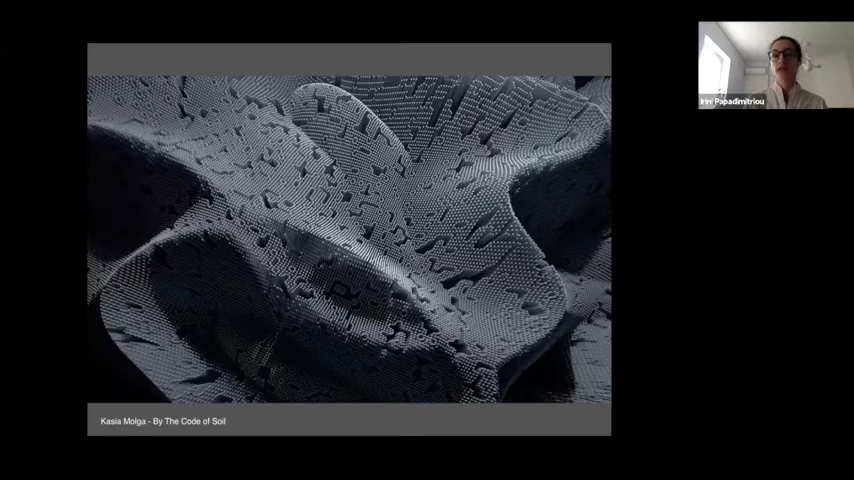 Irini Papadimitriou
Kasia Molga - By The Code of Soil